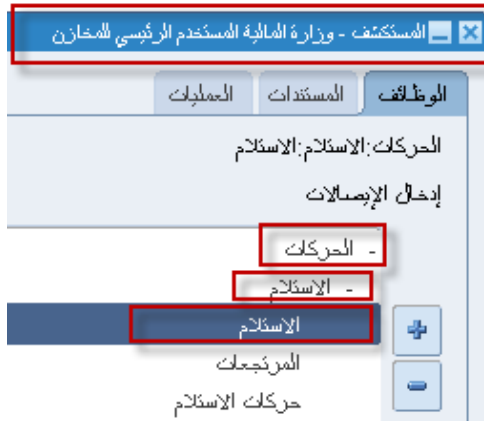 المستكشف - وزارة المالية المستخدم الرئيسي للمخازن
الوظائف المستندات العمليات
الحركات:الاستلام:الاستلام
إدخال الإيصالات
- الحركات
- الاستلام
الاستلام
المرتجعات
حركات الاستلام